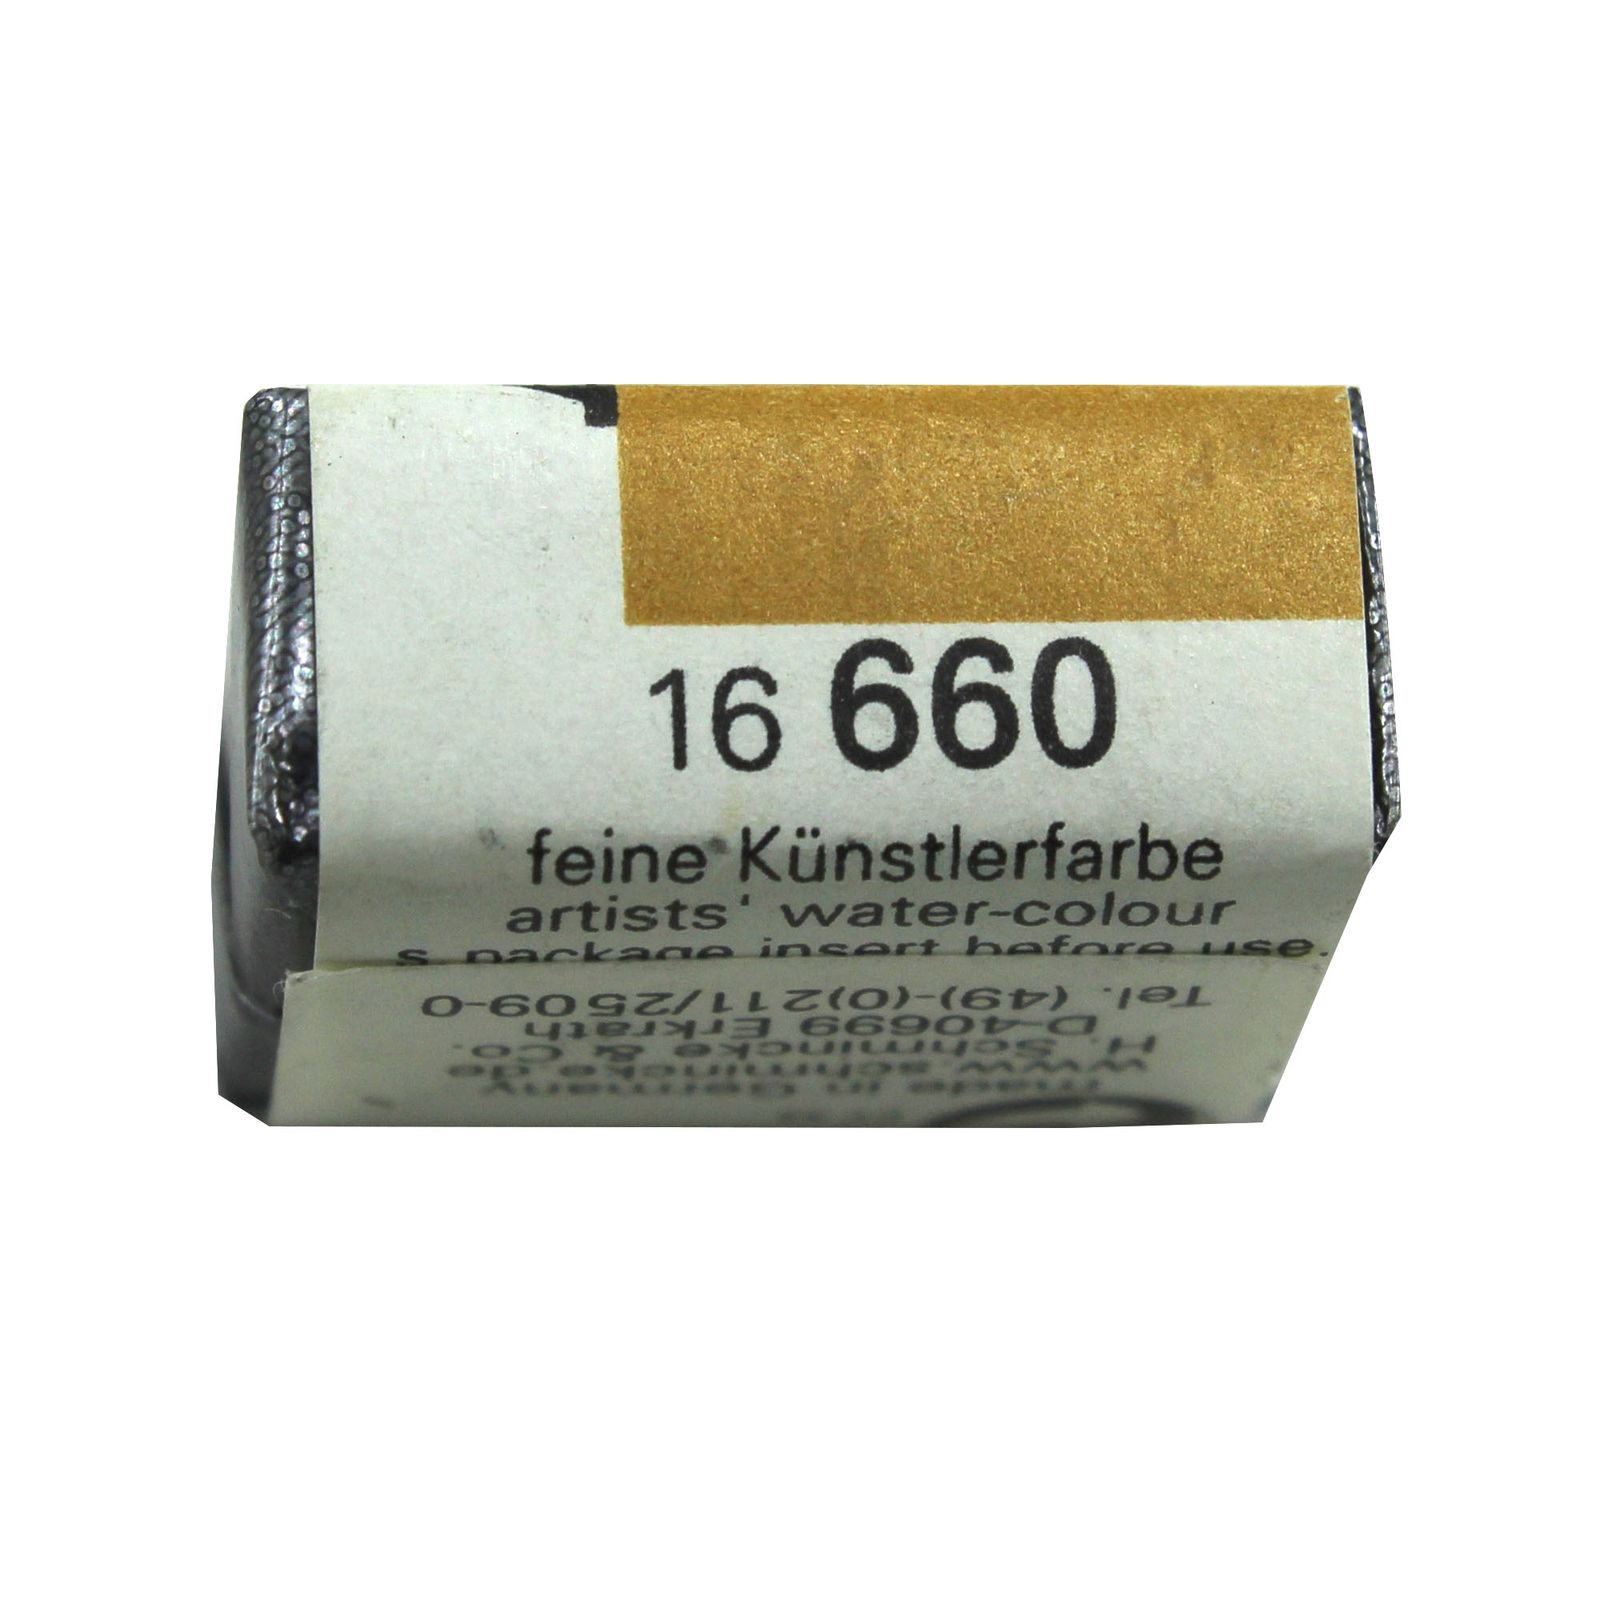 16 660
feine Künstlerfarbe
artists' water-colour
s. package insert before use.
Tel. (49)-(0)211/2509-0
D-40699 Erkrath
H. Schmincke & Co.
www.schmincke.de
made in Germany